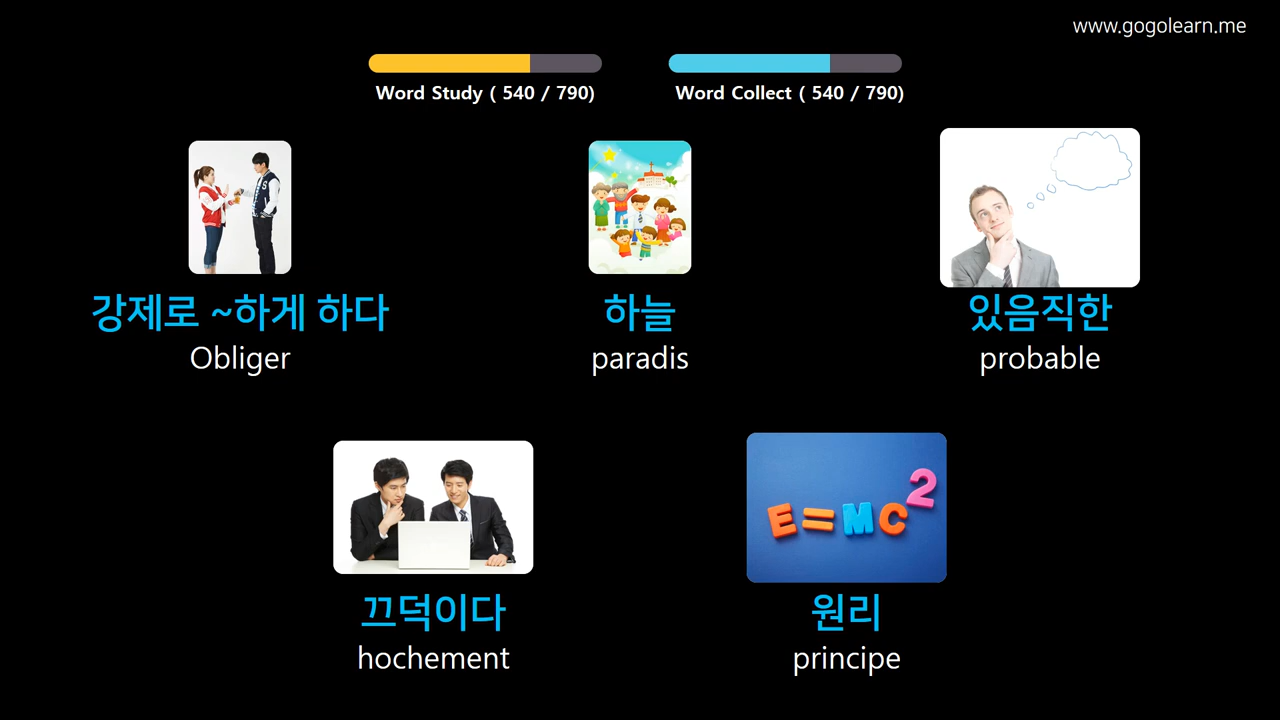 www.gogolearn.me
Word Study ( 540 / 790)
Word Collect ( 540 / 790)
강제로 ~하게 하다
Obliger
하늘
paradis
있음직한
probable
끄덕이다
hochement
E=MC2
원리
principe